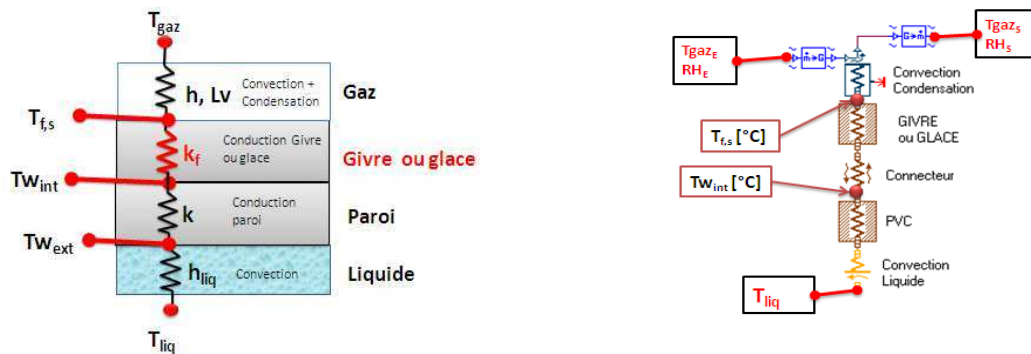 Tgaz
h, Lv
Convection +
Condensation
Gaz
Tf,s
kf
Conduction Givre
ou glace
Givre ou glace
Twint
k
Conduction
paroi
Paroi
Twext
hliq
Convection
Liquide
Tliq
TgazE
RHE
G→ṁ
G→ṁ
TgazS
RHS
Convection
Condensation
Tf,s [°C]
GIVRE
ou GLACE
Connecteur
Twint [°C]
PVC
Convection
Liquide
Tliq